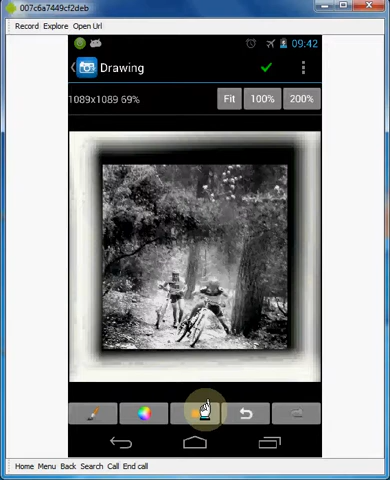 007c6a7449cf2deb
Record Explore Open Url
09:42
Drawing
1089x1089 69%
Fit 100% 200%
Home Menu Back Search Call End call